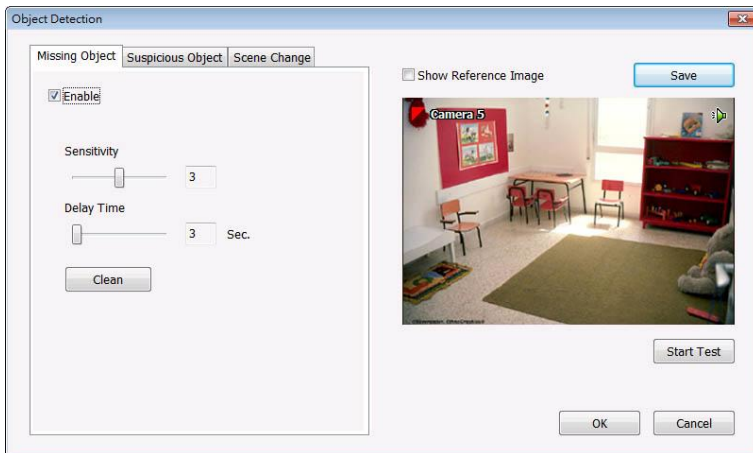 Object Detection
Missing Object
Suspicious Object
Scene Change
Enable
Sensitivity
3
Delay Time
3 Sec.
Clean
Show Reference Image
Save
Camera 5
Start Test
OK
Cancel